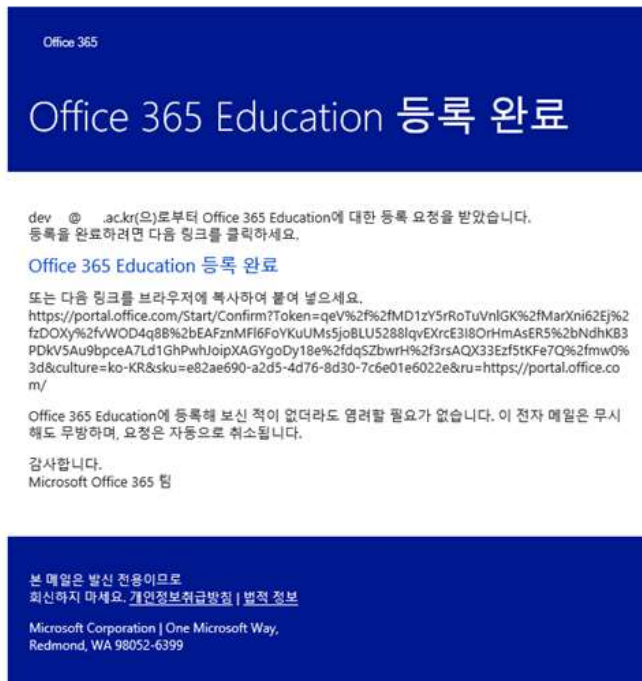 Office 365
Office 365 Education 등록 완료
dev @ .ac.kr(으)로부터 Office 365 Education에 대한 등록 요청을 받았습니다.
등록을 완료하려면 다음 링크를 클릭하세요.
Office 365 Education 등록 완료
또는 다음 링크를 브라우저에 복사하여 붙여 넣으세요.
https://portal.office.com/Start/Confirm?Token=qeV%2f%2fMD1zY5rRoTuVnlGK%2fMarXni62Ej%2
fzDOXy%2fvWOD4q8B%2bEAFznMFl6FoYKuUMs5joBLU5288lqvEXrcE3I8OrHmAsER5%2bNdhKB3
PDkV5Au9bpceA7Ld1GhPwhJoipXAGYgoDy18e%2fdqSZbwrH%2f3rsAQX33Ezf5tKFe7Q%2fmw0%
3d&culture=ko-KR&sku=e82ae690-a2d5-4d76-8d30-7c6e01e6022e&ru=https://portal.office.co
m/
Office 365 Education에 등록해 보신 적이 없더라도 염려할 필요가 없습니다. 이 전자 메일은 무시
해도 무방하며, 요청은 자동으로 취소됩니다.
감사합니다.
Microsoft Office 365 팀
본 메일은 발신 전용이므로
회신하지 마세요. 개인정보취급방침 | 법적 정보
Microsoft Corporation | One Microsoft Way,
Redmond, WA 98052-6399